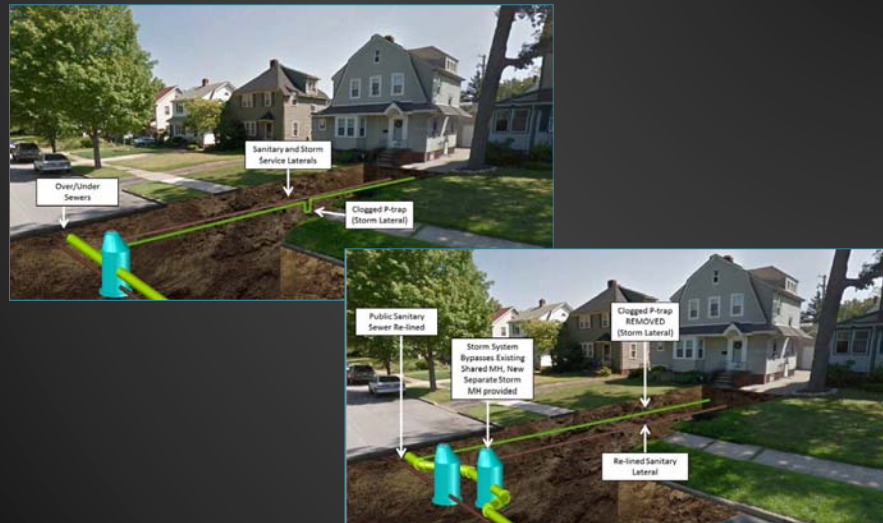 Sanitary and Storm
Service Laterals
Over/Under
Sewers
Clogged P-trap
(Storm Lateral)
Public Sanitary
Sewer Re-lined
Storm System
Bypasses Existing
Shared MH, New
Separate Storm
MH provided
Clogged P-trap
REMOVED
(Storm Lateral)
Re-lined Sanitary
Lateral